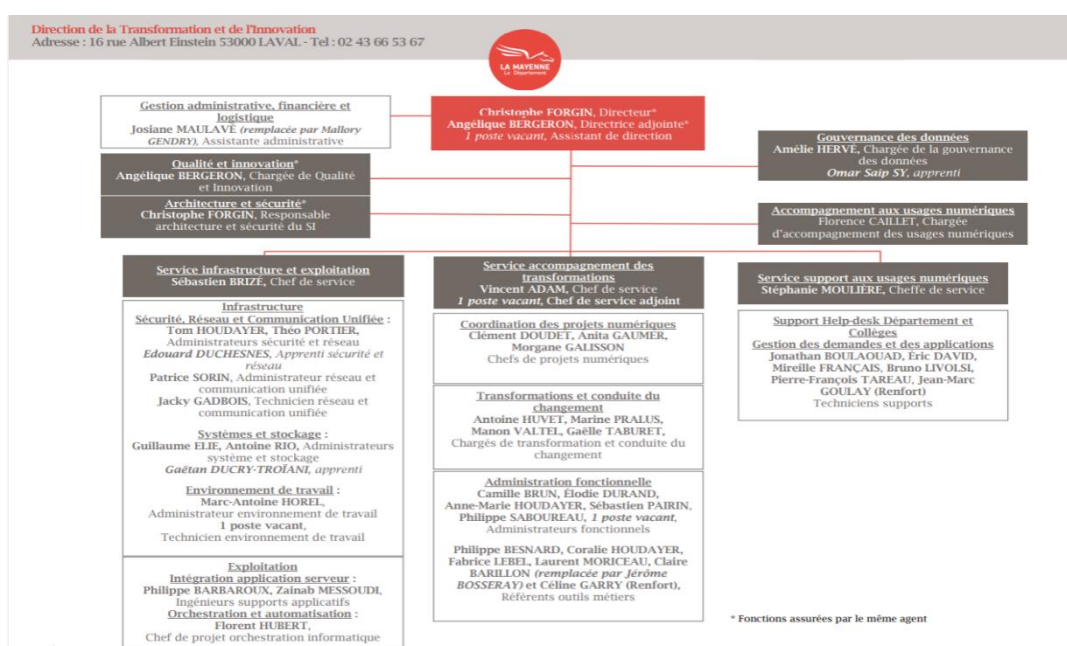 Direction de la Transformation et de l'Innovation
Adresse : 16 rue Albert Einstein 53000 LAVAL - Tel : 02 43 66 53 67
LA MAYENNE
Le Département
Gestion administrative, financière et
logistique
Josiane MAULAVÉ (remplacée par Mallory
GENDRY), Assistante administrative
Christophe FORGIN, Directeur*
Angélique BERGERON, Directrice adjointe*
1 poste vacant, Assistant de direction
Gouvernance des données
Amélie HERVÉ, Chargée de la gouvernance
des données
Omar Saip SY, apprenti
Qualité et innovation*
Angélique BERGERON, Chargée de Qualité
et Innovation
Architecture et sécurité*
Christophe FORGIN, Responsable
architecture et sécurité du SI
Accompagnement aux usages numériques
Florence CAILLET, Chargée
d'accompagnement des usages numériques
Service infrastructure et exploitation
Sébastien BRIZÉ, Chef de service
Service accompagnement des
transformations
Vincent ADAM, Chef de service
1 poste vacant, Chef de service adjoint
Service support aux usages numériques
Stéphanie MOULIÈRE, Cheffe de service
Infrastructure
Sécurité, Réseau et Communication Unifiée :
Tom HOUDAYER, Théo PORTIER,
Administrateurs sécurité et réseau
Edouard DUCHESNES, Apprenti sécurité et
réseau
Patrice SORIN, Administrateur réseau et
communication unifiée
Jacky GADBOIS, Technicien réseau et
communication unifiée
Systèmes et stockage :
Guillaume ELIE, Antoine RIO, Administrateurs
système et stockage
Gaëtan DUCRY-TROÏANI, apprenti
Environnement de travail :
Marc-Antoine HOREL,
Administrateur environnement de travail
1 poste vacant,
Technicien environnement de travail
Exploitation
Intégration application serveur :
Philippe BARBAROUX, Zainab MESSOUDI,
Ingénieurs supports applicatifs
Orchestration et automatisation :
Florent HUBERT,
Chef de projet orchestration informatique
Coordination des projets numériques
Clément DOUDET, Anita GAUMER,
Morgane GALISSON
Chefs de projets numériques
Transformations et conduite du
changement
Antoine HUVET, Marine PRALUS,
Manon VALTEL, Gaëlle TABURET,
Chargés de transformation et conduite du
changement
Administration fonctionnelle
Camille BRUN, Élodie DURAND,
Anne-Marie HOUDAYER, Sébastien PAIRIN,
Philippe SABOUREAU, 1 poste vacant,
Administrateurs fonctionnels
Philippe BESNARD, Coralie HOUDAYER,
Fabrice LEBEL, Laurent MORICEAU, Claire
BARILLON (remplacée par Jérôme
BOSSERAY) et Céline GARRY (Renfort),
Référents outils métiers
Support Help-desk Département et
Collèges
Gestion des demandes et des applications
Jonathan BOULAOUAD, Éric DAVID,
Mireille FRANÇAIS, Bruno LIVOLSI,
Pierre-François TAREAU, Jean-Marc
GOULAY (Renfort)
Techniciens supports
* Fonctions assurées par le même agent